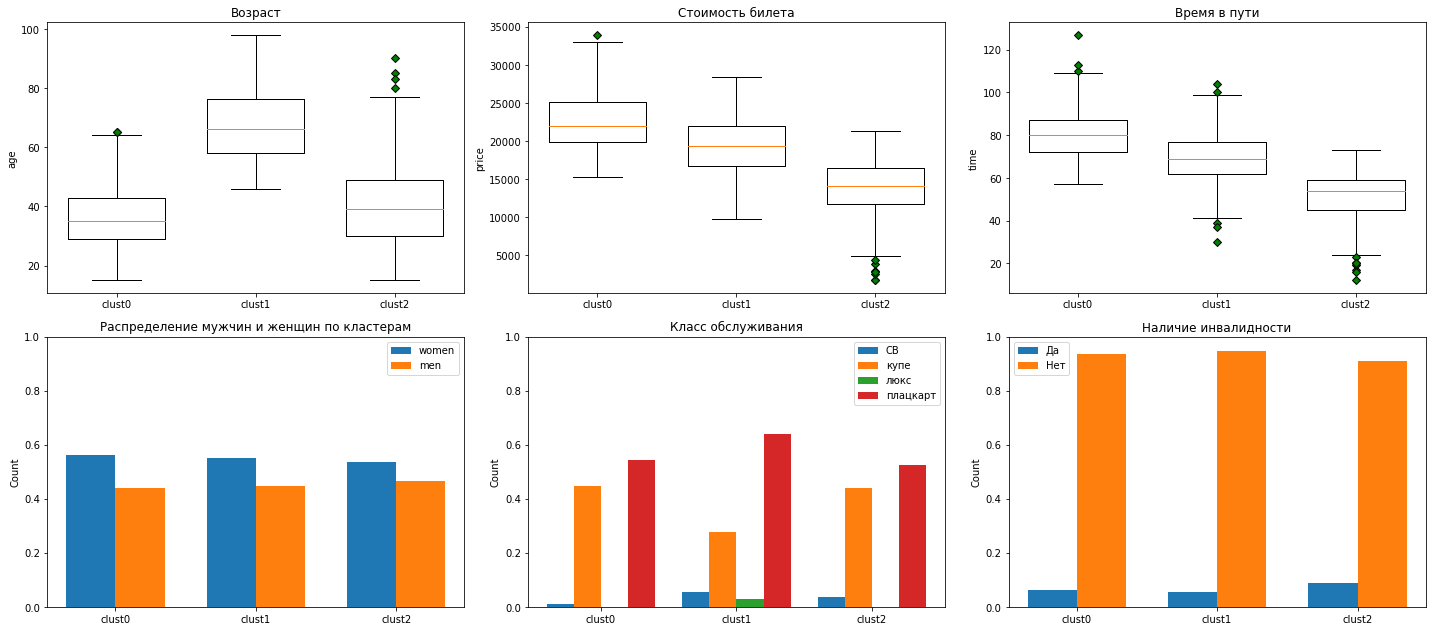 Возраст
100
80
60
40
20
age
clust0 clust1 clust2
Стоимость билета
35000
30000
25000
20000
15000
10000
5000
price
clust0 clust1 clust2
Время в пути
120
100
80
60
40
20
time
clust0 clust1 clust2
Распределение мужчин и женщин по кластерам
women
men
1.0
0.8
0.6
0.4
0.2
0.0
Count
clust0 clust1 clust2
Класс обслуживания
СВ
купе
люкс
плацкарт
1.0
0.8
0.6
0.4
0.2
0.0
Count
clust0 clust1 clust2
Наличие инвалидности
Да
Нет
1.0
0.8
0.6
0.4
0.2
0.0
Count
clust0 clust1 clust2